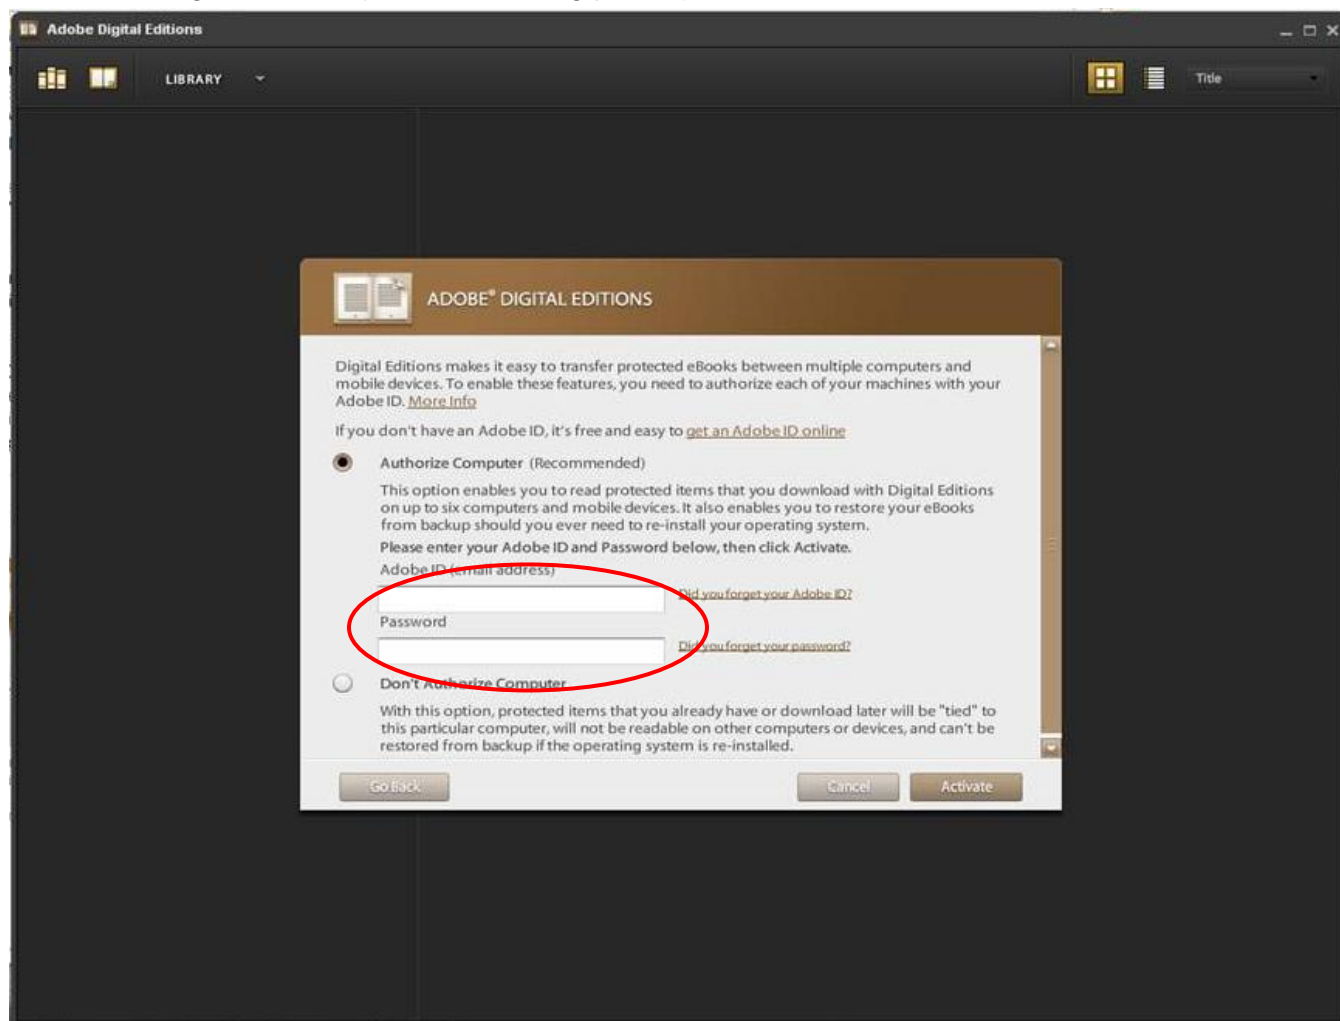 Adobe Digital Editions
LIBRARY
Title
ADOBE® DIGITAL EDITIONS
Digital Editions makes it easy to transfer protected eBooks between multiple computers and
mobile devices. To enable these features, you need to authorize each of your machines with your
Adobe ID. More Info
If you don't have an Adobe ID, it's free and easy to get an Adobe ID online
Authorize Computer (Recommended)
This option enables you to read protected items that you download with Digital Editions
on up to six computers and mobile devices. It also enables you to restore your eBooks
from backup should you ever need to re-install your operating system.
Please enter your Adobe ID and Password below, then click Activate.
Adobe ID (email address)
Did you forget your Adobe ID?
Password
Did you forget your password?
Don't Authorize Computer
With this option, protected items that you already have or download later will be "tied" to
this particular computer, will not be readable on other computers or devices, and can't be
restored from backup if the operating system is re-installed.
Go Back
Cancel
Activate